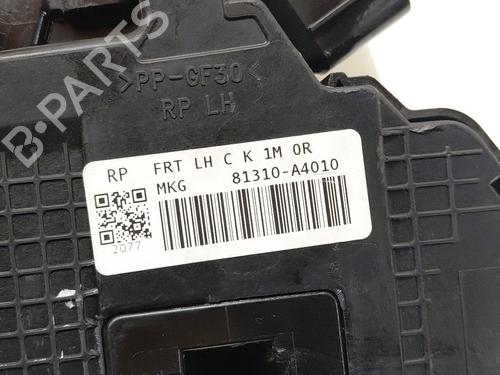 B-PARTS
>PP-GF30<
RP LH
RP FRT LH C K 1M 0R
MKG 81310-A4010
2077